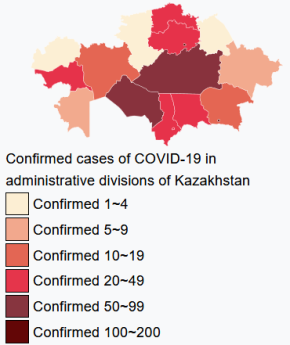 Confirmed cases of COVID-19 in
administrative divisions of Kazakhstan
Confirmed 1~4
Confirmed 5~9
Confirmed 10~19
Confirmed 20~49
Confirmed 50~99
Confirmed 100~200